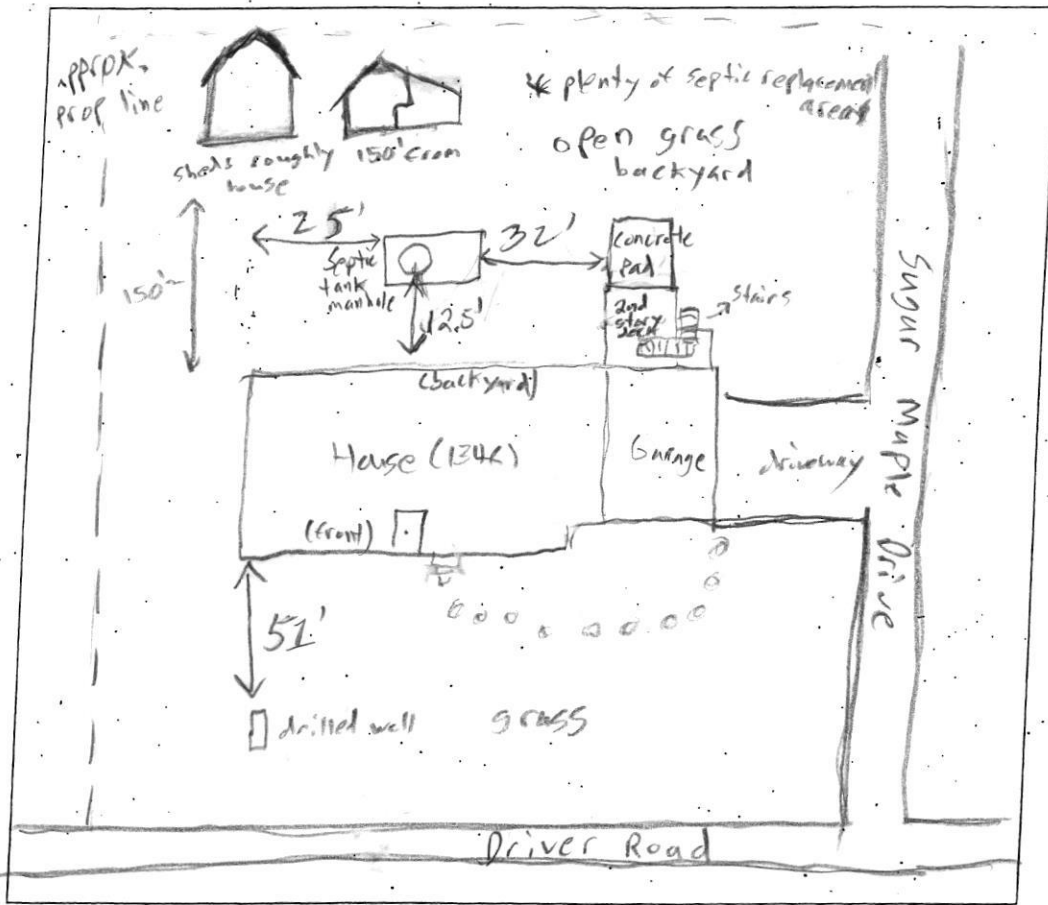 Approx.
prop line
* plenty of septic replacement
areas
open grass
backyard
sheds roughly 150' from
house
25'
32'
Concrete
Pad
Septic
tank
manhole
2nd
story
deck
stairs
150'~
12.5'
(backyard)
House (1346)
Garage
driveway
Sugar Maple Drive
(front)
51'
drilled well
grass
Driver Road